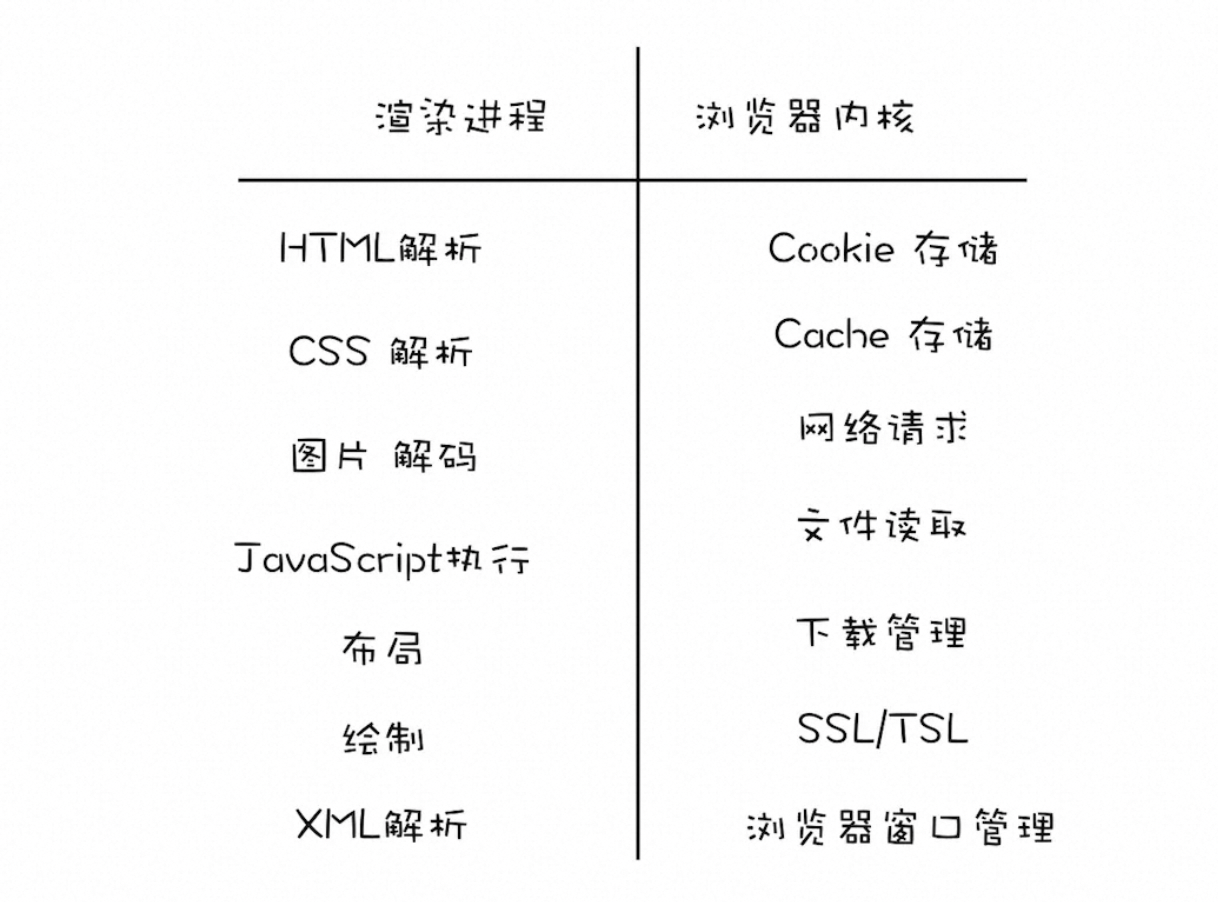 渲染进程
浏览器内核
HTML解析
Cookie 存储
CSS 解析
Cache 存储
图片 解码
网络请求
JavaScript执行
文件读取
布局
下载管理
绘制
SSL/TSL
XML解析
浏览器窗口管理